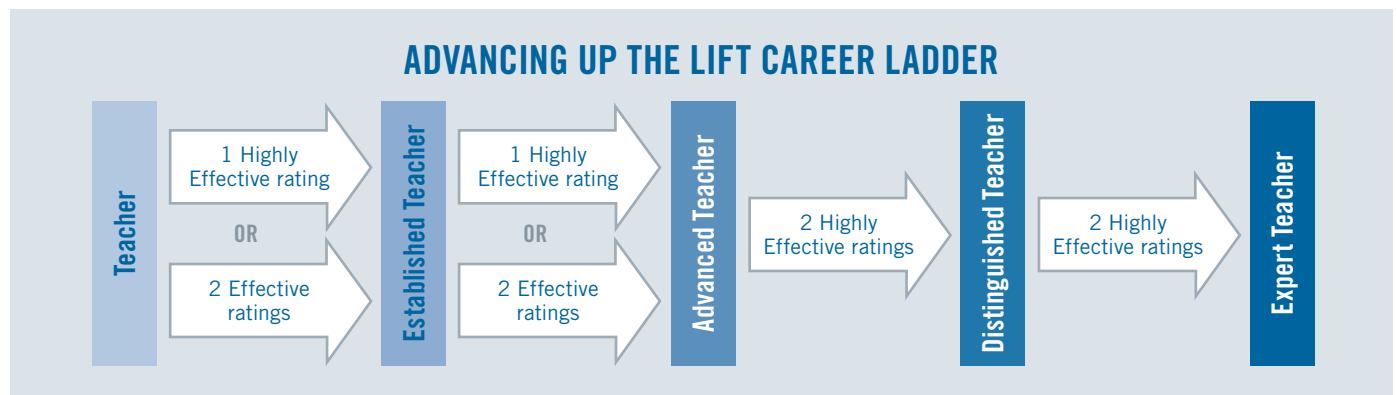 ADVANCING UP THE LIFT CAREER LADDER
Teacher
1 Highly
Effective rating
OR
2 Effective
ratings
Established Teacher
1 Highly
Effective rating
OR
2 Effective
ratings
Advanced Teacher
2 Highly
Effective ratings
Distinguished Teacher
2 Highly
Effective ratings
Expert Teacher